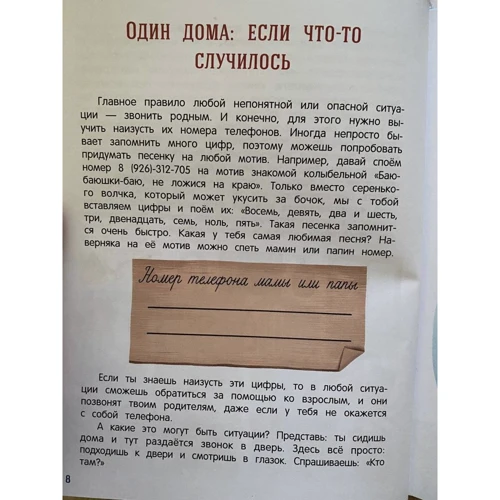 ОДИН ДОМА: ЕСЛИ ЧТО-ТО
СЛУЧИЛОСЬ
Главное правило любой непонятной или опасной ситуа-
ции — звонить родным. И конечно, для этого нужно вы-
учить наизусть их номера телефонов. Иногда непросто бы-
вает запомнить много цифр, поэтому можешь попробовать
придумать песенку на любой мотив. Например, давай споём
номер 8 (926)-312-705 на мотив знакомой колыбельной «Баю-
баюшки-баю, не ложися на краю». Только вместо серенько-
го волчка, который может укусить за бочок, мы с тобой
вставляем цифры и поём их: «Восемь, девять, два и шесть,
три, двенадцать, семь, ноль, пять». Такая песенка запомнит-
ся очень быстро. Какая у тебя самая любимая песня? На-
верняка на её мотив можно спеть мамин или папин номер.
Номер телефона мамы или папы
Если ты знаешь наизусть эти цифры, то в любой ситуа-
ции сможешь обратиться за помощью ко взрослым, и они
позвонят твоим родителям, даже если у тебя не окажется
с собой телефона.
А какие это могут быть ситуации? Представь: ты сидишь
дома и тут раздаётся звонок в дверь. Здесь всё просто:
подходишь к двери и смотришь в глазок. Спрашиваешь: «Кто
там?»
8